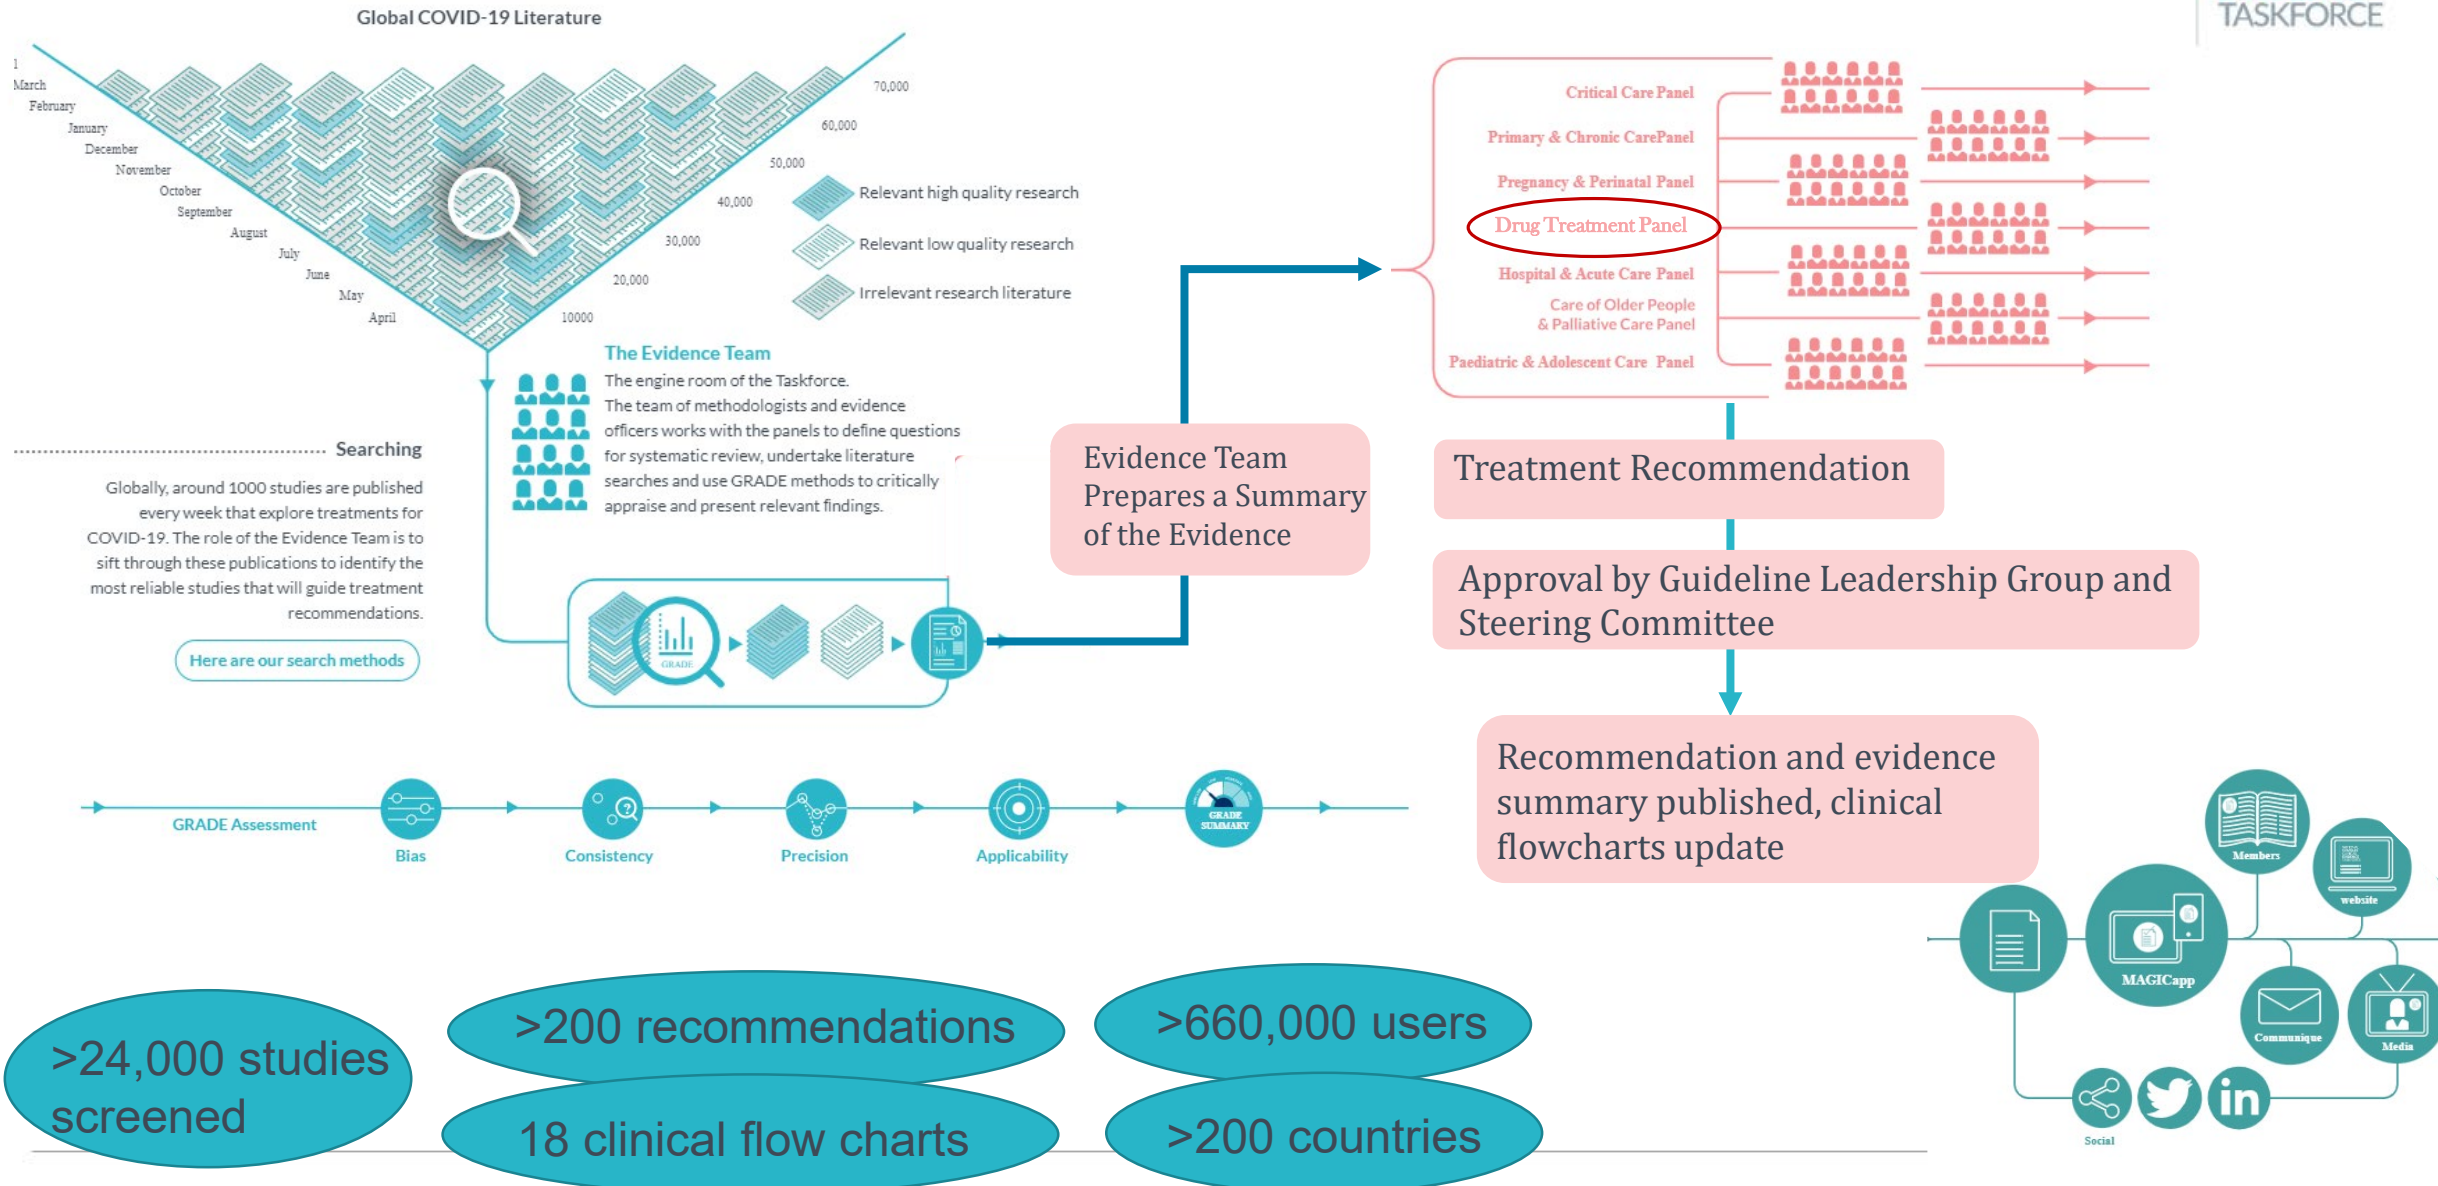 Global COVID-19 Literature
TASKFORCE
1
March
February
January
December
November
October
September
August
July
June
May
April
70,000
60,000
50,000
40,000
30,000
20,000
10000
Relevant high quality research
Relevant low quality research
Irrelevant research literature
The Evidence Team
The engine room of the Taskforce.
The team of methodologists and evidence
officers works with the panels to define questions
for systematic review, undertake literature
searches and use GRADE methods to critically
appraise and present relevant findings.
Searching
Globally, around 1000 studies are published
every week that explore treatments for
COVID-19. The role of the Evidence Team is to
sift through these publications to identify the
most reliable studies that will guide treatment
recommendations.
Here are our search methods
GRADE
Evidence Team
Prepares a Summary
of the Evidence
Critical Care Panel
Primary & Chronic CarePanel
Pregnancy & Perinatal Panel
Drug Treatment Panel
Hospital & Acute Care Panel
Care of Older People
& Palliative Care Panel
Paediatric & Adolescent Care Panel
Treatment Recommendation
Approval by Guideline Leadership Group and
Steering Committee
Recommendation and evidence
summary published, clinical
flowcharts update
GRADE Assessment
Bias
Consistency
Precision
Applicability
GRADE
SUMMARY
Members
website
MAGICapp
Communique
Media
in
Social
>24,000 studies
screened
>200 recommendations
18 clinical flow charts
>660,000 users
>200 countries